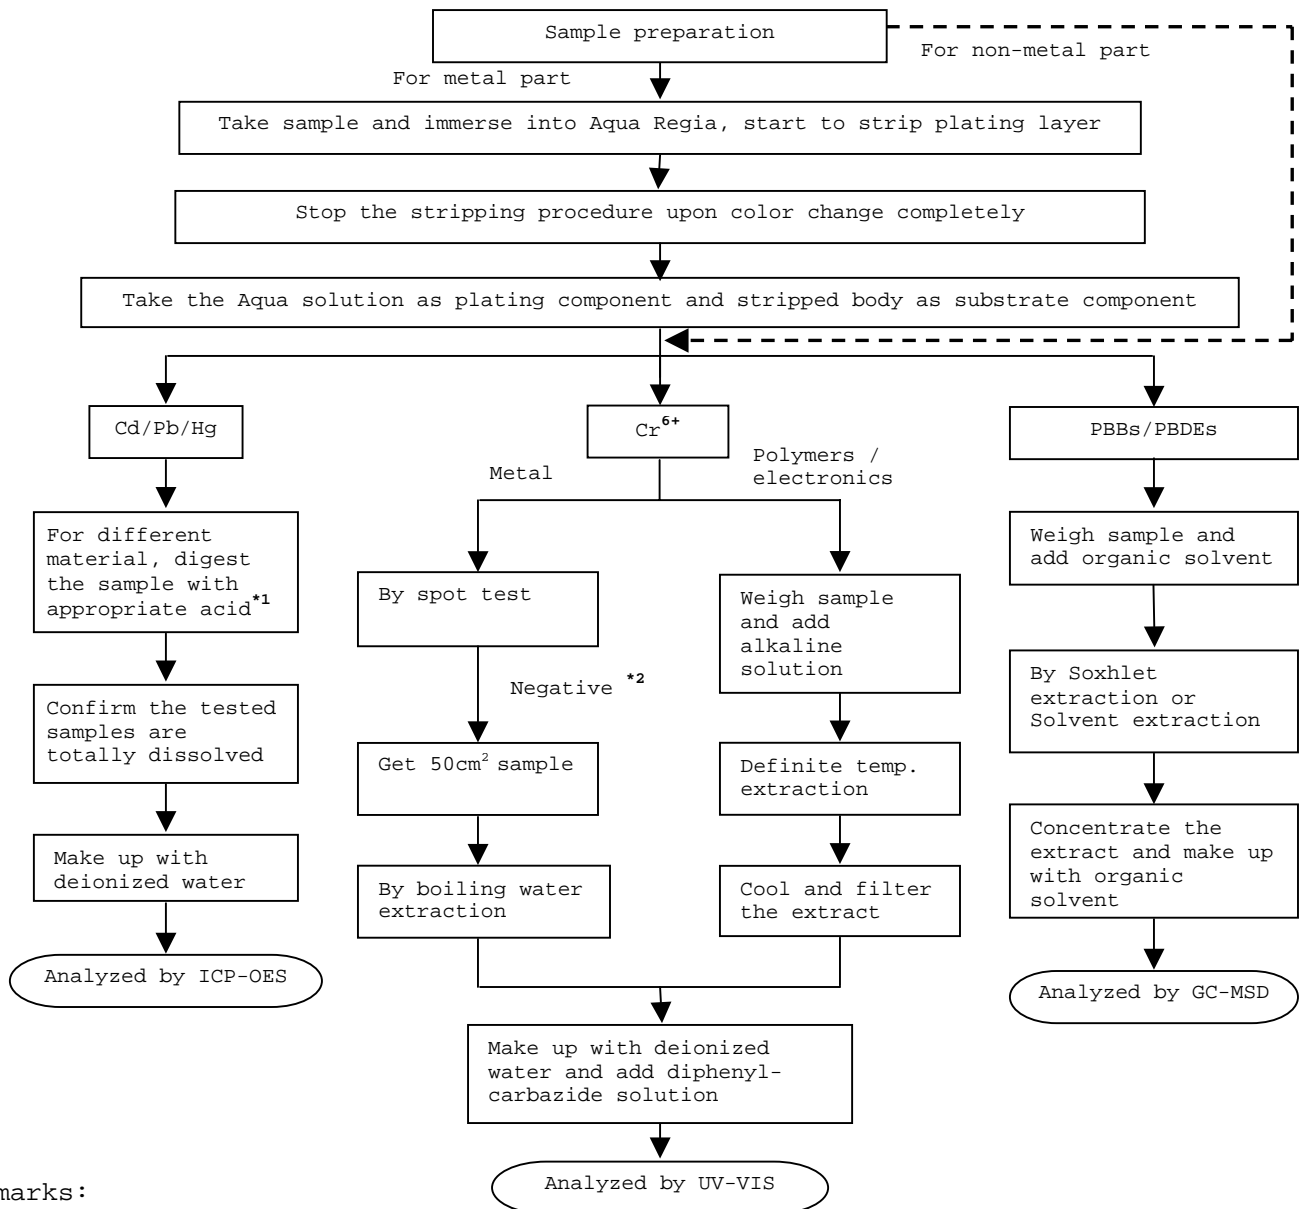 Sample preparation
For non-metal part
For metal part
Take sample and immerse into Aqua Regia, start to strip plating layer
Stop the stripping procedure upon color change completely
Take the Aqua solution as plating component and stripped body as substrate component
Cd/Pb/Hg
Cr⁶⁺
PBBs/PBDEs
Metal
Polymers /
electronics
For different
material, digest
the sample with
appropriate acid*1
Confirm the tested
samples are
totally dissolved
Make up with
deionized water
Analyzed by ICP-OES
By spot test
Negative *2
Get 50cm² sample
By boiling water
extraction
Weigh sample
and add
alkaline
solution
Definite temp.
extraction
Cool and filter
the extract
Make up with deionized
water and add diphenyl-
carbazide solution
Analyzed by UV-VIS
Weigh sample and
add organic solvent
By Soxhlet
extraction or
Solvent extraction
Concentrate the
extract and make up
with organic
solvent
Analyzed by GC-MSD
marks: